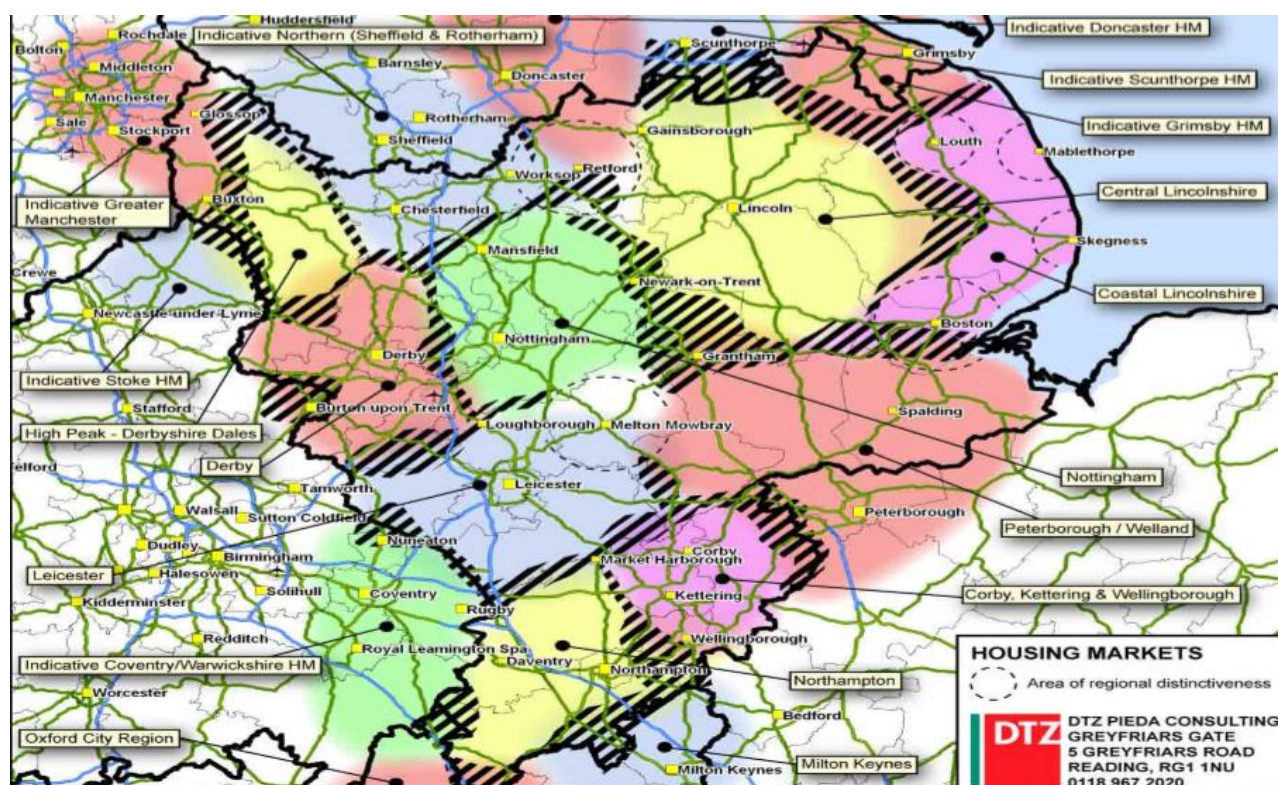 Huddersfield
Rochdale
Indicative Northern (Sheffield & Rotherham)
Indicative Doncaster HM
Bolton
Scunthorpe
Grimsby
Middleton
Barnsley
Doncaster
Indicative Scunthorpe HM
Manchester
Glossop
Rotherham
Sale
Stockport
Sheffield
Gainsborough
Indicative Grimsby HM
Louth
Mablethorpe
Retford
Worksop
Indicative Greater
Manchester
Buxton
Chesterfield
Lincoln
Central Lincolnshire
Mansfield
Skegness
Crewe
Newark-on-Trent
Coastal Lincolnshire
Newcastle-under-Lyme
Boston
Nottingham
Derby
Grantham
Indicative Stoke HM
Stafford
Burton upon Trent
Spalding
High Peak - Derbyshire Dales
Loughborough
Melton Mowbray
Derby
Nottingham
elford
Tamworth
Leicester
Walsall
Sutton Coldfield
Peterborough
Peterborough / Welland
Dudley
Nuneaton
Birmingham
Corby
Market Harborough
Leicester
Halesowen
Solihull
Coventry
Kettering
Corby, Kettering & Wellingborough
Kidderminster
Rugby
Redditch
Wellingborough
Royal Leamington Spa
Indicative Coventry/Warwickshire HM
Daventry
Northampton
Northampton
Worcester
Bedford
Oxford City Region
Milton Keynes
Milton Keynes
HOUSING MARKETS
Area of regional distinctiveness
DTZ
DTZ PIEDA CONSULTING
GREYFRIARS GATE
5 GREYFRIARS ROAD
READING, RG1 1NU
0118 967 2020